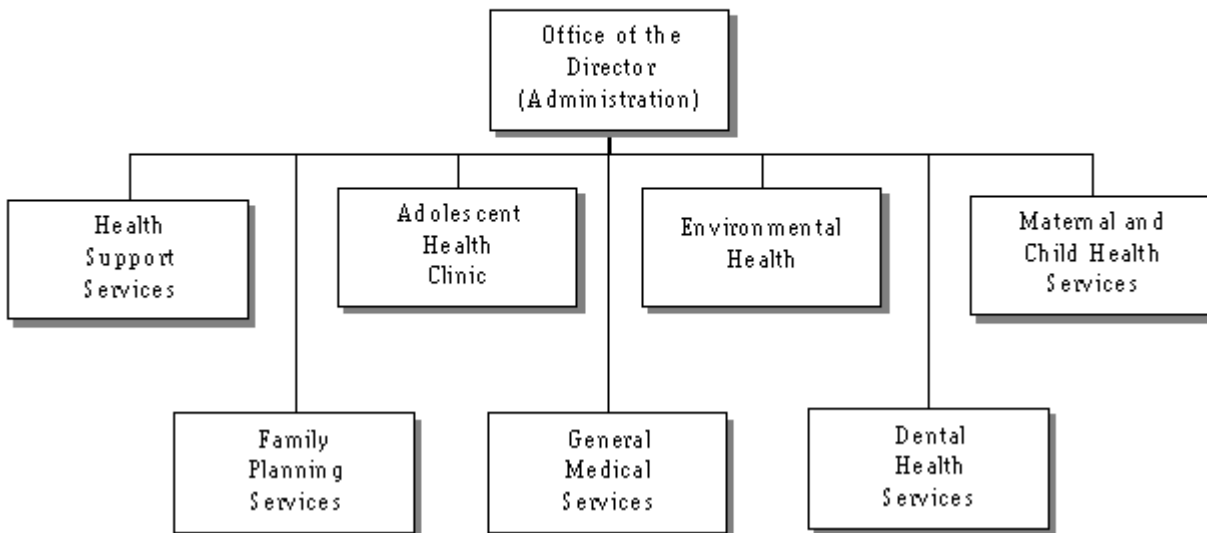 Office of the
Director
(Administration)
Health
Support
Services
Adolescent
Health
Clinic
Environmental
Health
Maternal and
Child Health
Services
Family
Planning
Services
General
Medical
Services
Dental
Health
Services